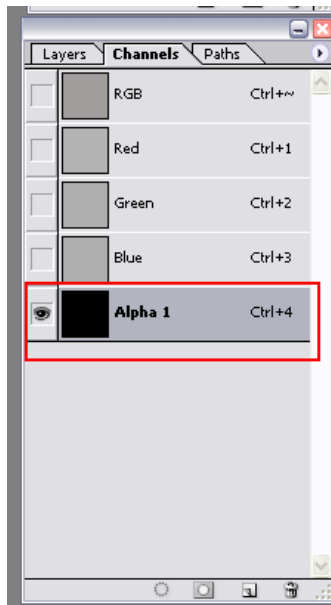 Layers Channels Paths
RGB Ctrl+~
Red Ctrl+1
Green Ctrl+2
Blue Ctrl+3
Alpha 1 Ctrl+4